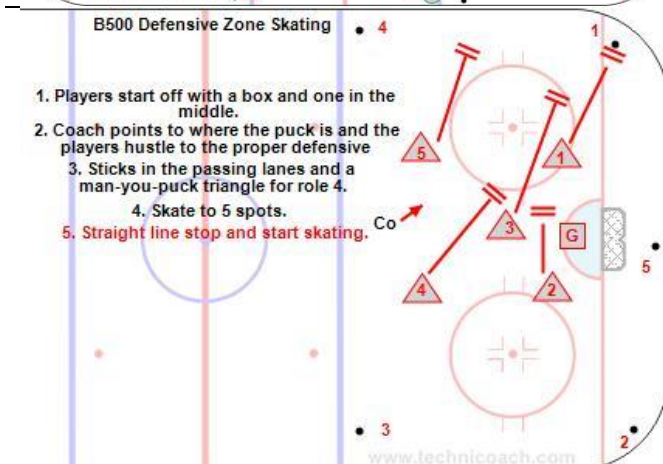 B500 Defensive Zone Skating
4
1
1. Players start off with a box and one in the
middle.
2. Coach points to where the puck is and the
players hustle to the proper defensive
3. Sticks in the passing lanes and a
man-you-puck triangle for role 4.
4. Skate to 5 spots.
5. Straight line stop and start skating.
Co
5
1
3
G
4
2
5
3
2
www.technicoach.com